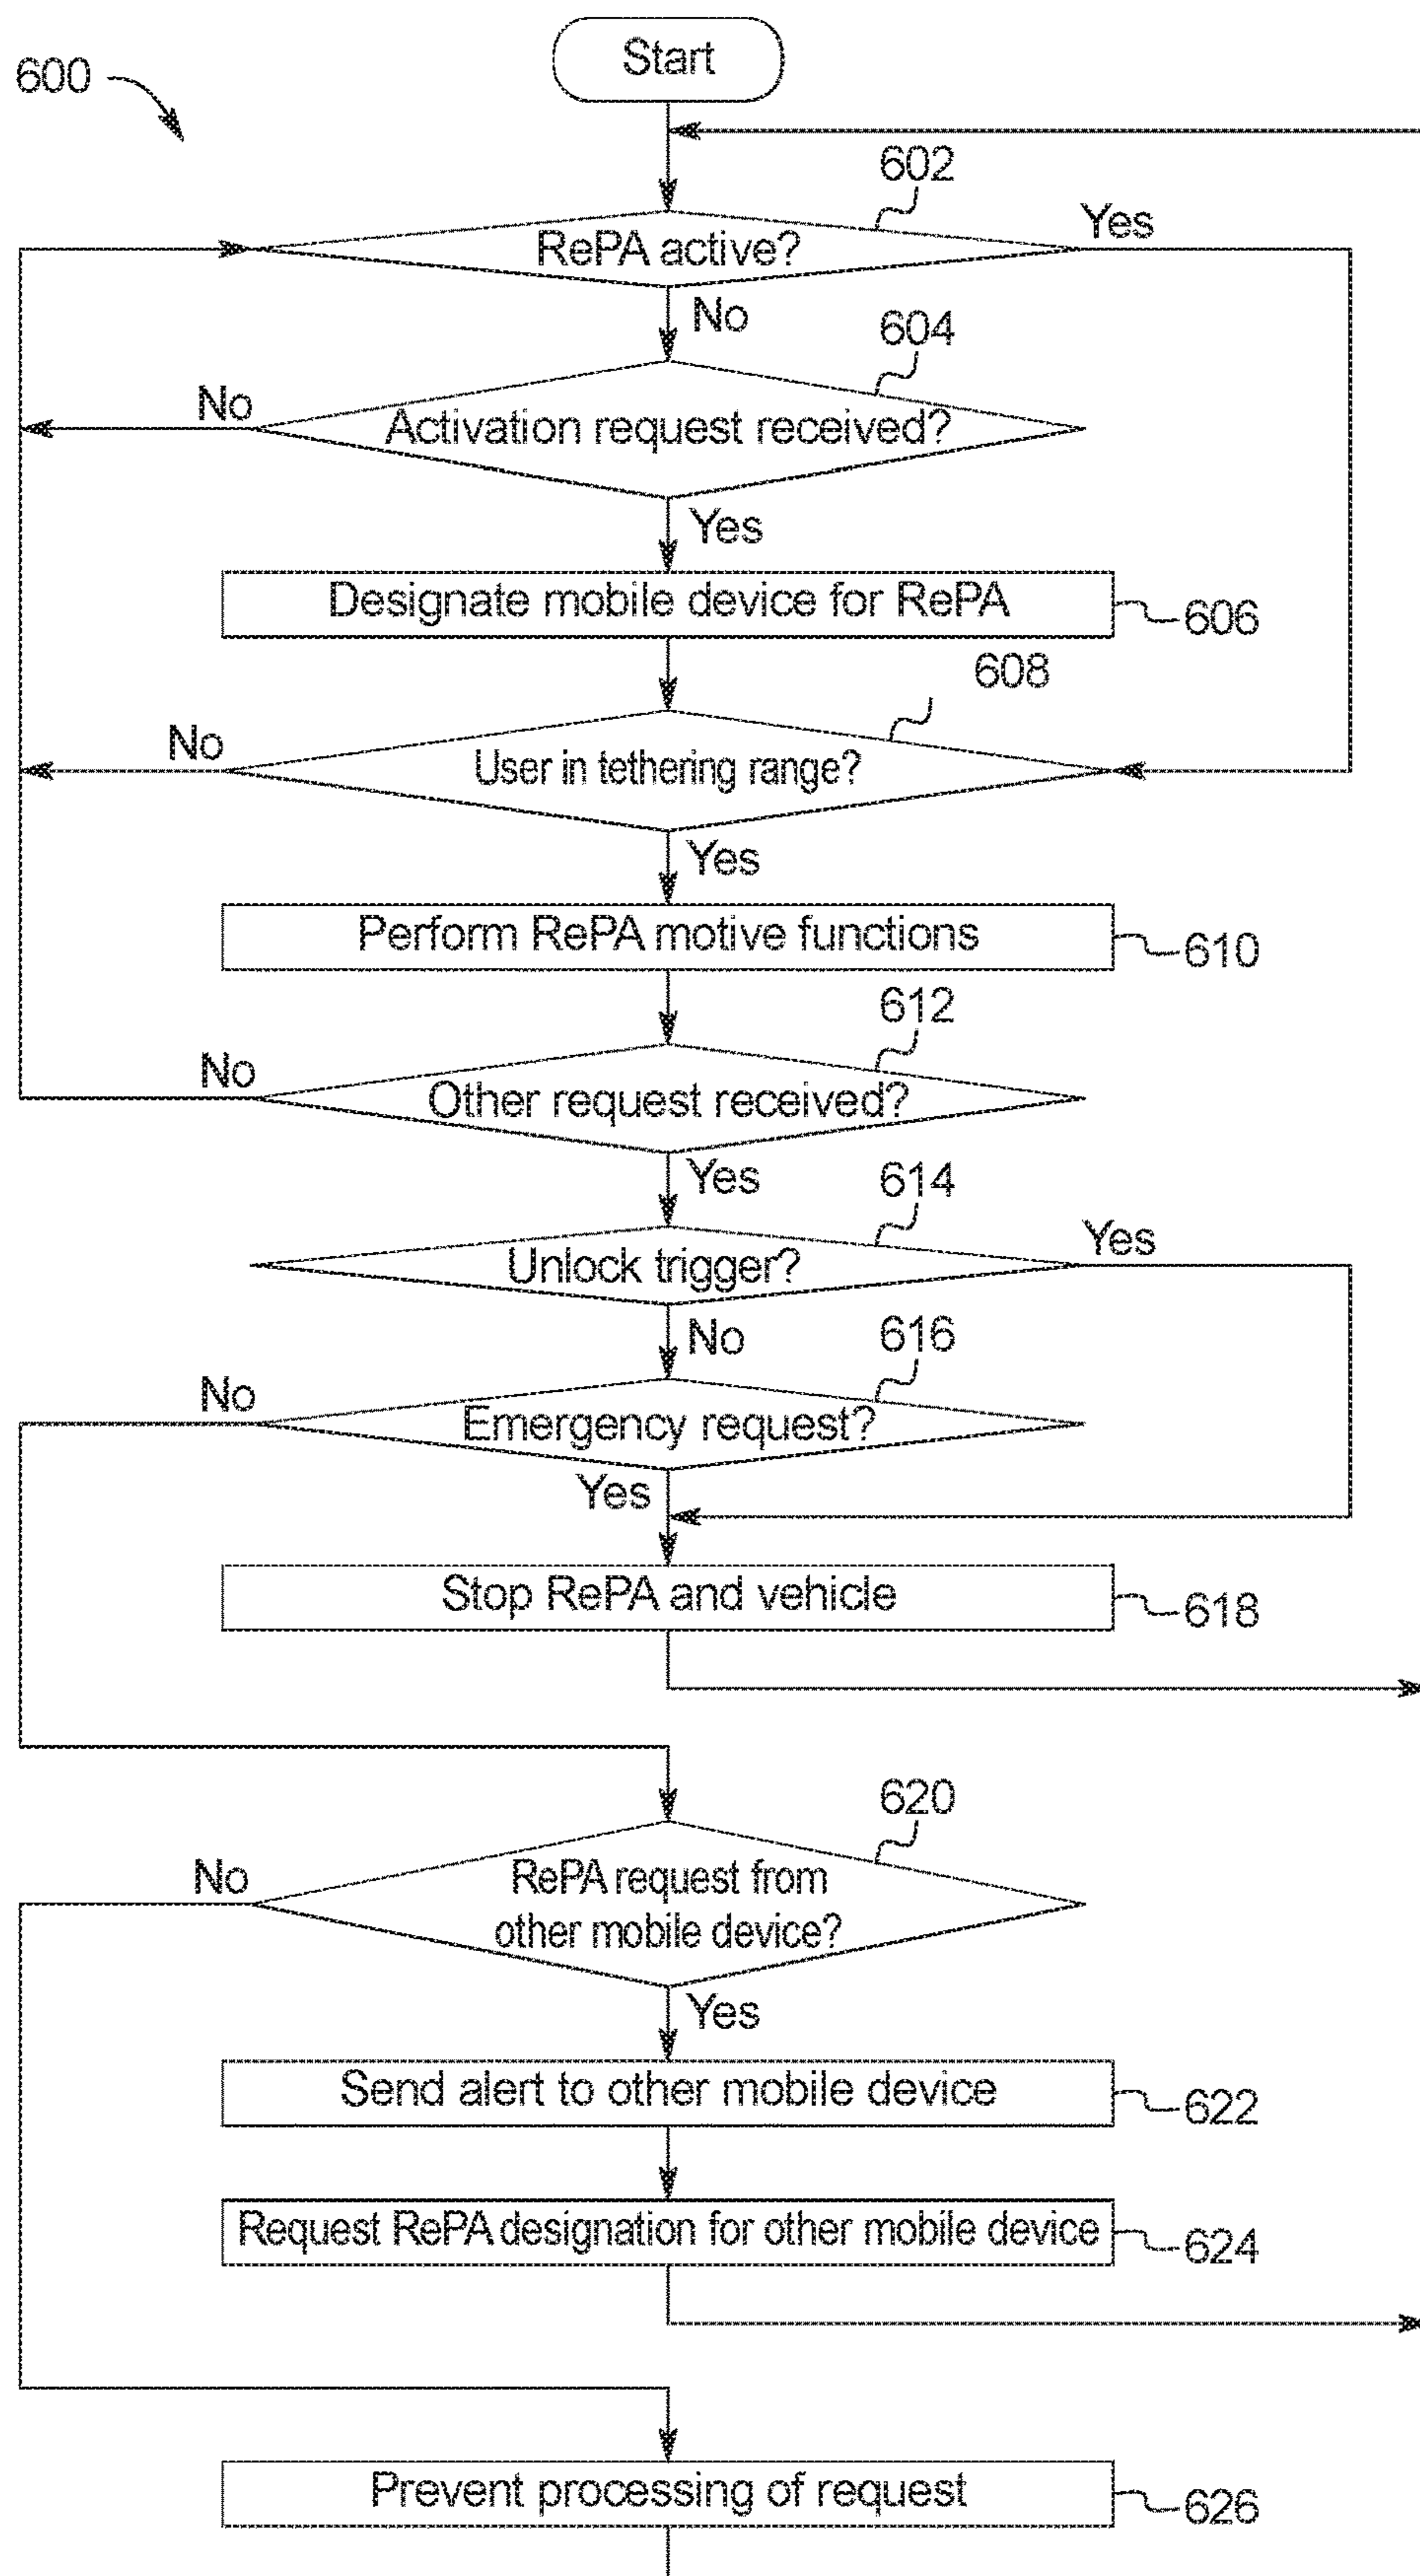 Start
600
602
RePA active?
Yes
No
604
No
Activation request received?
Yes
Designate mobile device for RePA
606
608
No
User in tethering range?
Yes
Perform RePA motive functions
610
612
No
Other request received?
Yes
614
Yes
Unlock trigger?
No
616
No
Emergency request?
Yes
Stop RePA and vehicle
618
620
No
RePA request from
other mobile device?
Yes
Send alert to other mobile device
622
Request RePA designation for other mobile device
624
Prevent processing of request
626